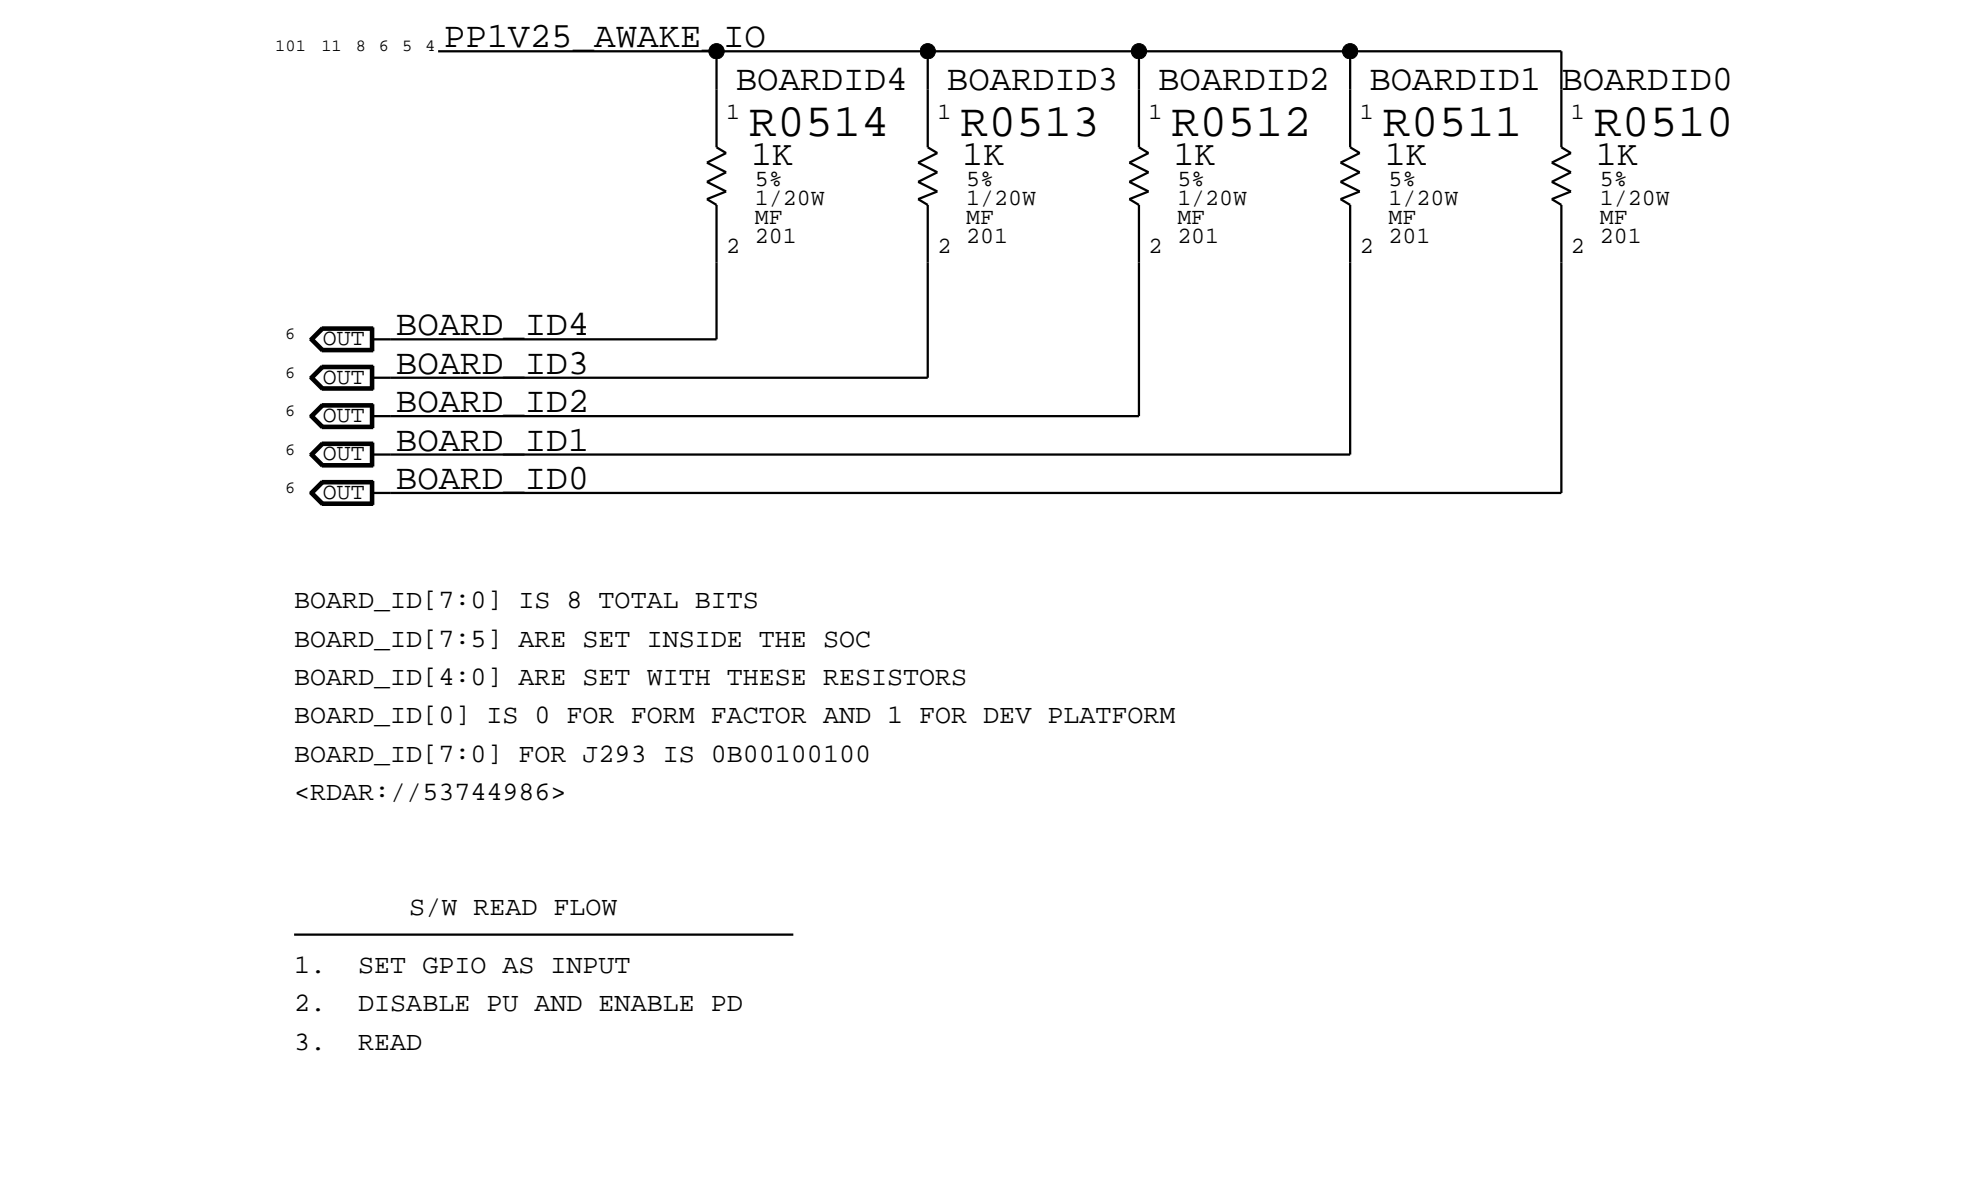 101 11 8 6 5 4 PP1V25_AWAKE_IO
BOARDID4 BOARDID3 BOARDID2 BOARDID1 BOARDID0
1 R0514 1 R0513 1 R0512 1 R0511 1 R0510
1K 1K 1K 1K 1K
5% 5% 5% 5% 5%
1/20W 1/20W 1/20W 1/20W 1/20W
MF MF MF MF MF
2 201 2 201 2 201 2 201 2 201
6 OUT BOARD_ID4
6 OUT BOARD_ID3
6 OUT BOARD_ID2
6 OUT BOARD_ID1
6 OUT BOARD_ID0
BOARD_ID[7:0] IS 8 TOTAL BITS
BOARD_ID[7:5] ARE SET INSIDE THE SOC
BOARD_ID[4:0] ARE SET WITH THESE RESISTORS
BOARD_ID[0] IS 0 FOR FORM FACTOR AND 1 FOR DEV PLATFORM
BOARD_ID[7:0] FOR J293 IS 0B00100100
<RDAR://53744986>
S/W READ FLOW
1. SET GPIO AS INPUT
2. DISABLE PU AND ENABLE PD
3. READ